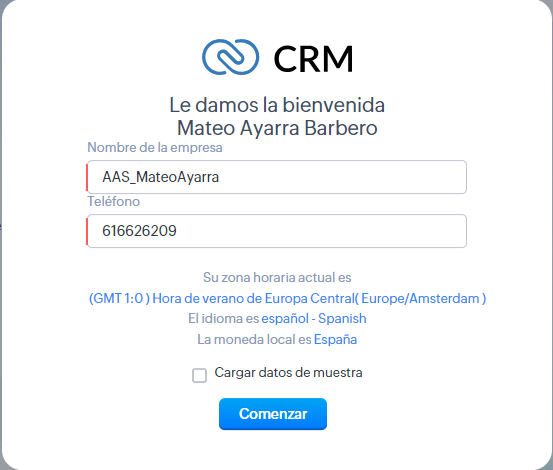 CRM
Le damos la bienvenida
Mateo Ayarra Barbero
Nombre de la empresa
AAS_MateoAyarra
Teléfono
616626209
Su zona horaria actual es
(GMT 1:0 ) Hora de verano de Europa Central( Europe/Amsterdam )
El idioma es español - Spanish
La moneda local es España
Cargar datos de muestra
Comenzar